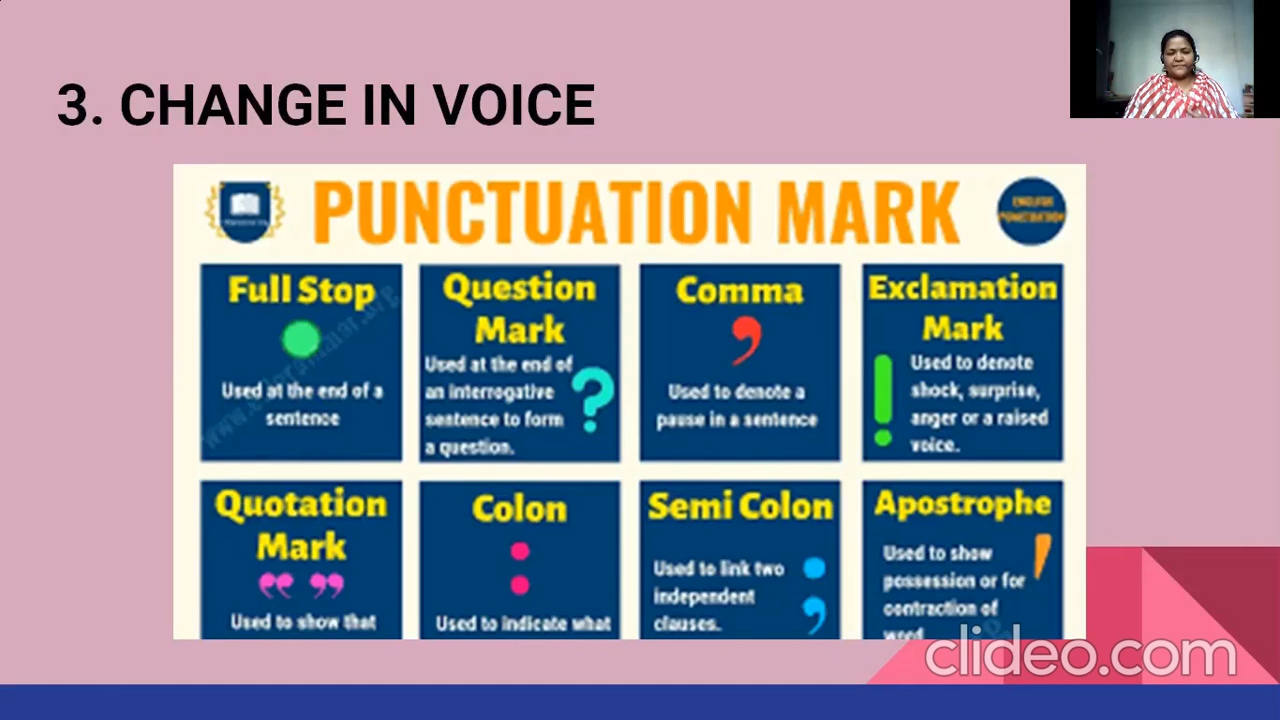 3. CHANGE IN VOICE
PUNCTUATION MARK
ENGLISH
PUNCTUATION
Full Stop
Used at the end of a
sentence
Question
Mark
Used at the end of
an interrogative
sentence to form
a question.
?
Comma
,
Used to denote a
pause in a sentence
Exclamation
Mark
!
Used to denote
shock, surprise,
anger or a raised
voice.
Quotation
Mark
“ ”
Used to show that
Colon
:
Used to indicate what
Semi Colon
;
Used to link two
independent
clauses.
Apostrophe
Used to show
possession or for
contraction of
word
clideo.com